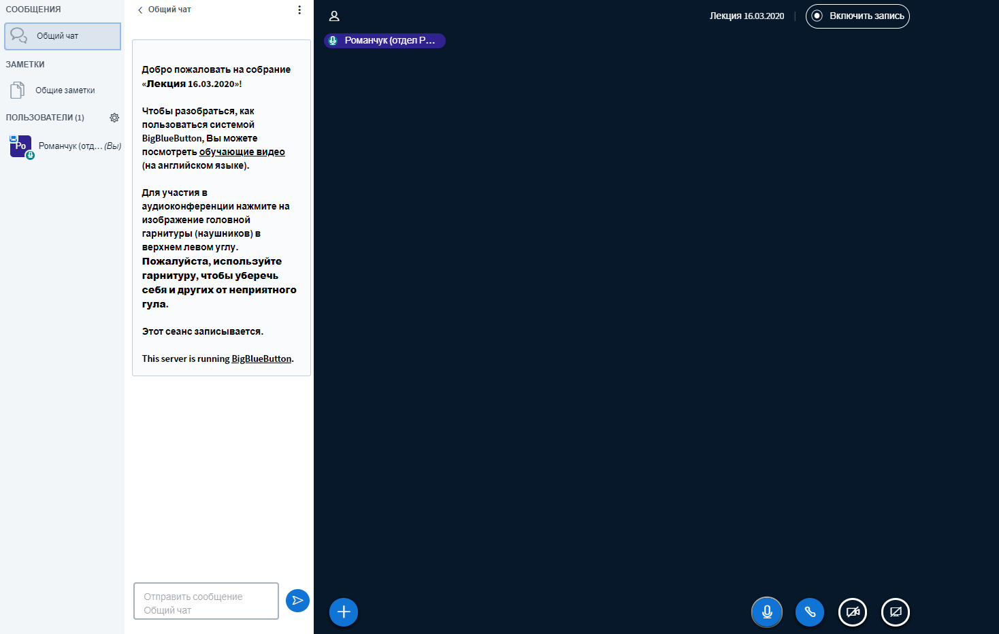 СООБЩЕНИЯ
Общий чат
ЗАМЕТКИ
Общие заметки
ПОЛЬЗОВАТЕЛИ (1)
Ро
Романчук (отд... (Вы)
Общий чат
Добро пожаловать на собрание
«Лекция 16.03.2020»!
Чтобы разобраться, как
пользоваться системой
BigBlueButton, Вы можете
посмотреть обучающие видео
(на английском языке).
Для участия в
аудиоконференции нажмите на
изображение головной
гарнитуры (наушников) в
верхнем левом углу.
Пожалуйста, используйте
гарнитуру, чтобы уберечь
себя и других от неприятного
гула.
Этот сеанс записывается.
This server is running BigBlueButton.
Отправить сообщение
Общий чат
Лекция 16.03.2020
Включить запись
Романчук (отдел Р...